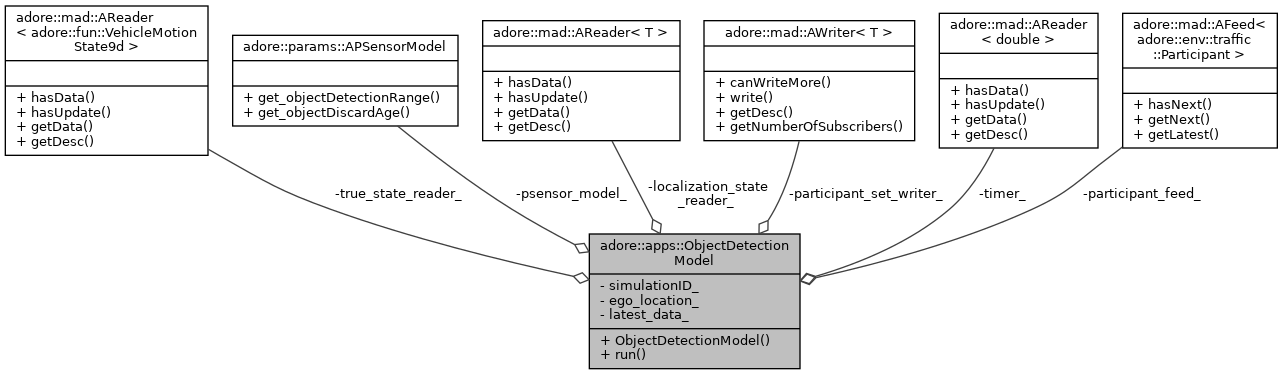 adore::mad::AReader
< adore::fun::VehicleMotion
State9d >
+ hasData()
+ hasUpdate()
+ getData()
+ getDesc()
adore::params::APSensorModel
+ get_objectDetectionRange()
+ get_objectDiscardAge()
adore::mad::AReader< T >
+ hasData()
+ hasUpdate()
+ getData()
+ getDesc()
adore::mad::AWriter< T >
+ canWriteMore()
+ write()
+ getDesc()
+ getNumberOfSubscribers()
adore::mad::AReader
< double >
+ hasData()
+ hasUpdate()
+ getData()
+ getDesc()
adore::mad::AFeed<
adore::env::traffic
::Participant >
+ hasNext()
+ getNext()
+ getLatest()
-true_state_reader_
-psensor_model_
-localization_state
_reader_
-participant_set_writer_
-timer_
-participant_feed_
adore::apps::ObjectDetection
Model
- simulationID_
- ego_location_
- latest_data_
+ ObjectDetectionModel()
+ run()